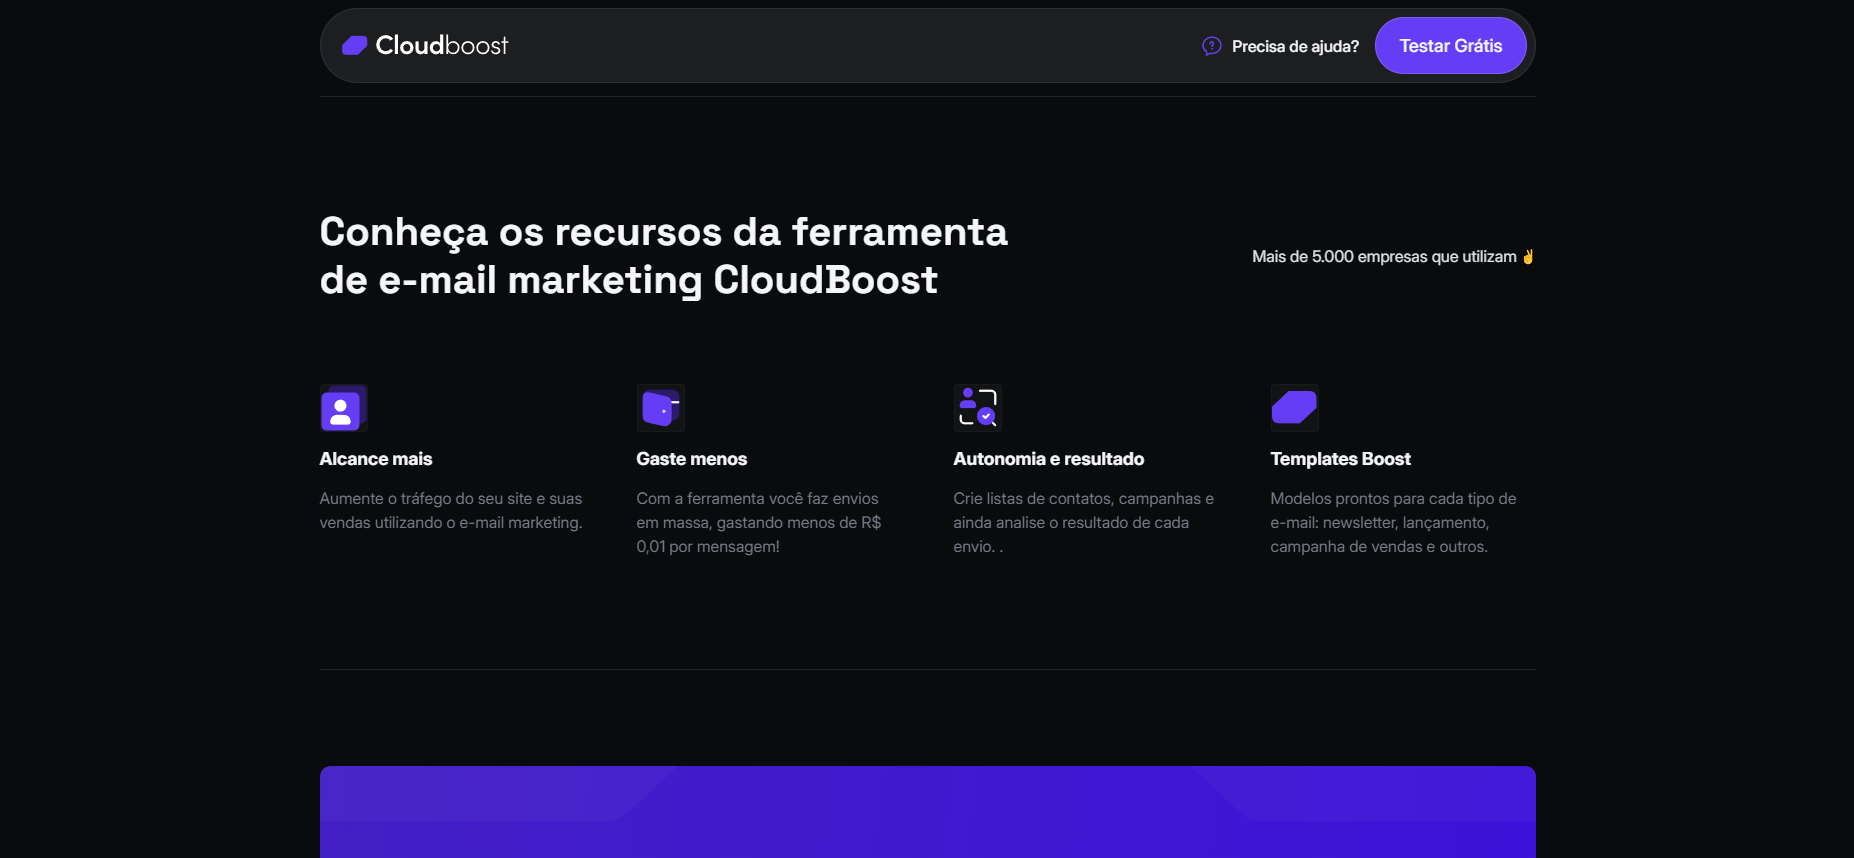 Cloudboost
Precisa de ajuda?
Testar Grátis
Conheça os recursos da ferramenta
de e-mail marketing CloudBoost
Mais de 5.000 empresas que utilizam ✌️
Alcance mais
Aumente o tráfego do seu site e suas
vendas utilizando o e-mail marketing.
Gaste menos
Com a ferramenta você faz envios
em massa, gastando menos de R$
0,01 por mensagem!
Autonomia e resultado
Crie listas de contatos, campanhas e
ainda analise o resultado de cada
envio. .
Templates Boost
Modelos prontos para cada tipo de
e-mail: newsletter, lançamento,
campanha de vendas e outros.